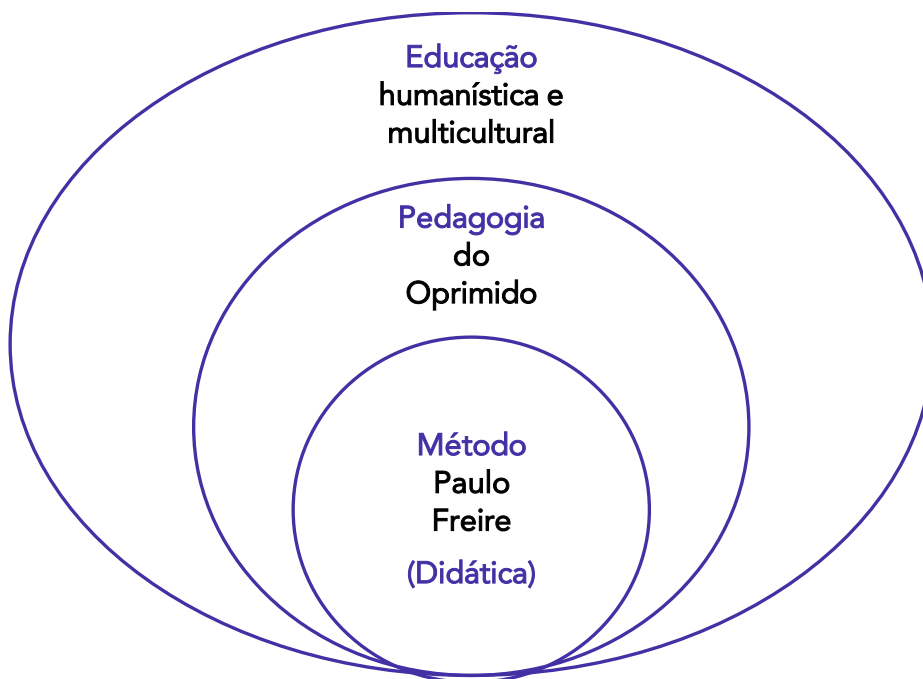 Educação
humanística e
multicultural
Pedagogia
do
Oprimido
Método
Paulo
Freire
(Didática)